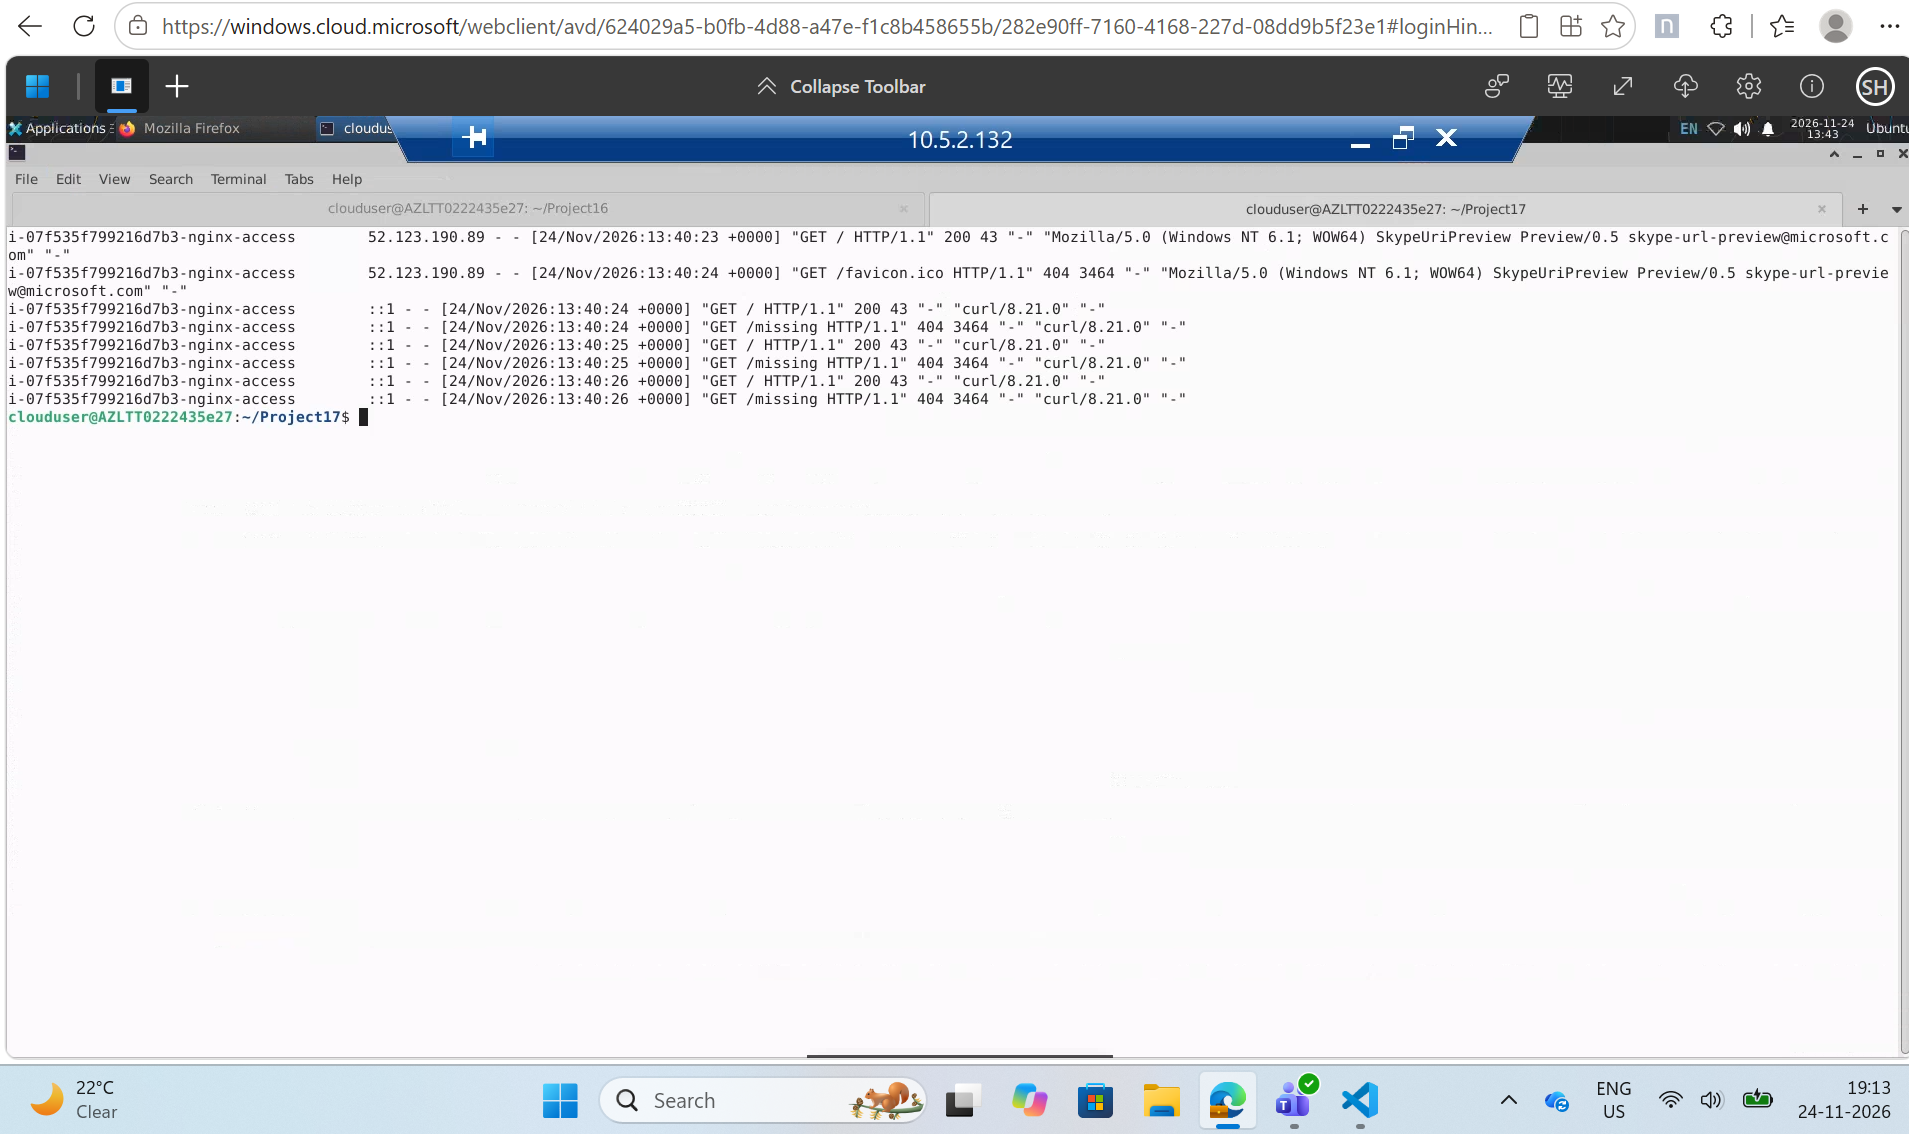 https://windows.cloud.microsoft/webclient/avd/624029a5-b0fb-4d88-a47e-f1c8b458655b/282e90ff-7160-4168-227d-08dd9b5f23e1#loginHin...
Collapse Toolbar
SH
Applications
Mozilla Firefox
cloudus
10.5.2.132
EN
2026-11-24
13:43
Ubuntu
File Edit View Search Terminal Tabs Help
clouduser@AZLTT0222435e27: ~/Project16
clouduser@AZLTT0222435e27: ~/Project17
i-07f535f799216d7b3-nginx-access 52.123.190.89 - - [24/Nov/2026:13:40:23 +0000] "GET / HTTP/1.1" 200 43 "-" "Mozilla/5.0 (Windows NT 6.1; WOW64) SkypeUriPreview Preview/0.5 skype-url-preview@microsoft.c
om" "-"
i-07f535f799216d7b3-nginx-access 52.123.190.89 - - [24/Nov/2026:13:40:24 +0000] "GET /favicon.ico HTTP/1.1" 404 3464 "-" "Mozilla/5.0 (Windows NT 6.1; WOW64) SkypeUriPreview Preview/0.5 skype-url-previe
w@microsoft.com" "-"
i-07f535f799216d7b3-nginx-access ::1 - - [24/Nov/2026:13:40:24 +0000] "GET / HTTP/1.1" 200 43 "-" "curl/8.21.0" "-"
i-07f535f799216d7b3-nginx-access ::1 - - [24/Nov/2026:13:40:24 +0000] "GET /missing HTTP/1.1" 404 3464 "-" "curl/8.21.0" "-"
i-07f535f799216d7b3-nginx-access ::1 - - [24/Nov/2026:13:40:25 +0000] "GET / HTTP/1.1" 200 43 "-" "curl/8.21.0" "-"
i-07f535f799216d7b3-nginx-access ::1 - - [24/Nov/2026:13:40:25 +0000] "GET /missing HTTP/1.1" 404 3464 "-" "curl/8.21.0" "-"
i-07f535f799216d7b3-nginx-access ::1 - - [24/Nov/2026:13:40:26 +0000] "GET / HTTP/1.1" 200 43 "-" "curl/8.21.0" "-"
i-07f535f799216d7b3-nginx-access ::1 - - [24/Nov/2026:13:40:26 +0000] "GET /missing HTTP/1.1" 404 3464 "-" "curl/8.21.0" "-"
clouduser@AZLTT0222435e27:~/Project17$
22°C
Clear
Search
ENG
US
19:13
24-11-2026